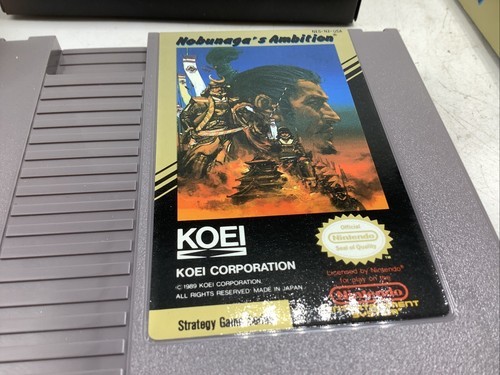 Nobunaga's Ambition
KOEI
KOEI CORPORATION
© 1989 KOEI CORPORATION.
ALL RIGHTS RESERVED. MADE IN JAPAN
Strategy Game
Official
Nintendo
Seal of Quality
Licensed by Nintendo®
for play on the
Nintendo